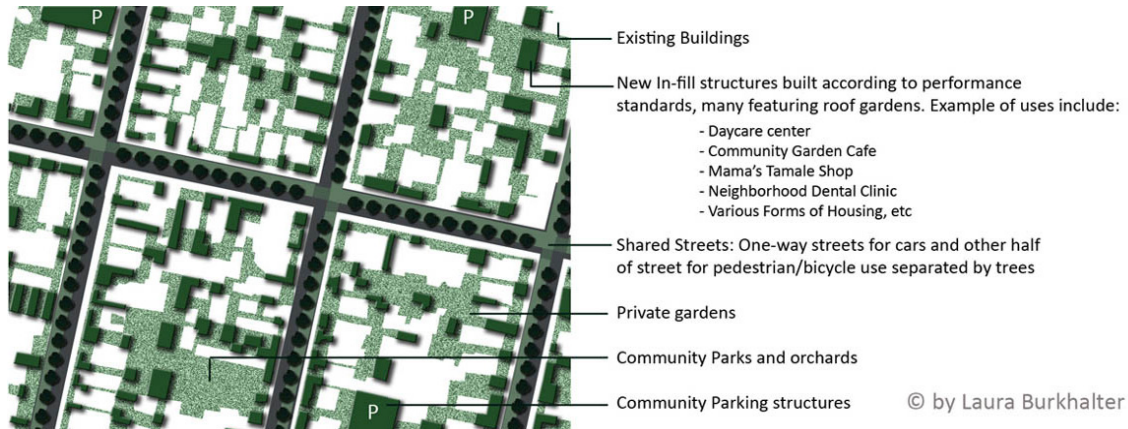 P
P
Existing Buildings
New In-fill structures built according to performance
standards, many featuring roof gardens. Example of uses include:
- Daycare center
- Community Garden Cafe
- Mama's Tamale Shop
- Neighborhood Dental Clinic
- Various Forms of Housing, etc
Shared Streets: One-way streets for cars and other half
of street for pedestrian/bicycle use separated by trees
Private gardens
Community Parks and orchards
P
Community Parking structures
© by Laura Burkhalter